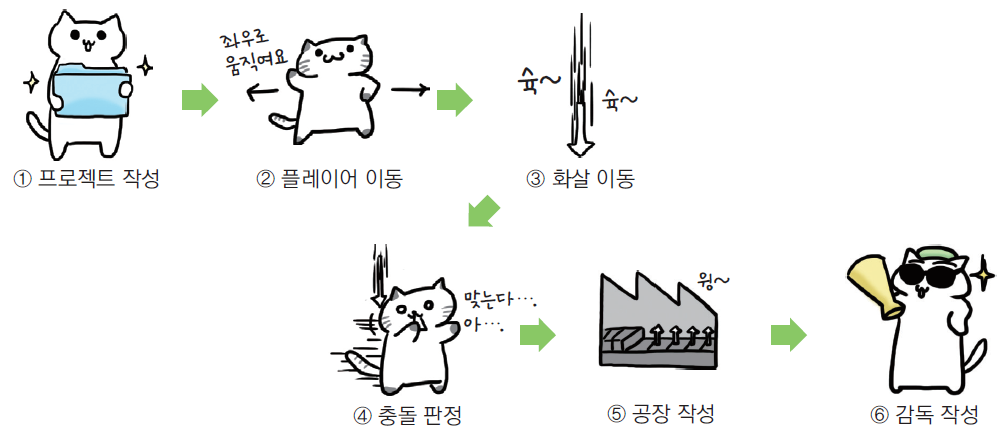 좌우로
움직여요
슉~
슉~
① 프로젝트 작성
② 플레이어 이동
③ 화살 이동
맞는다….
아….
윙~
④ 충돌 판정
⑤ 공장 작성
⑥ 감독 작성